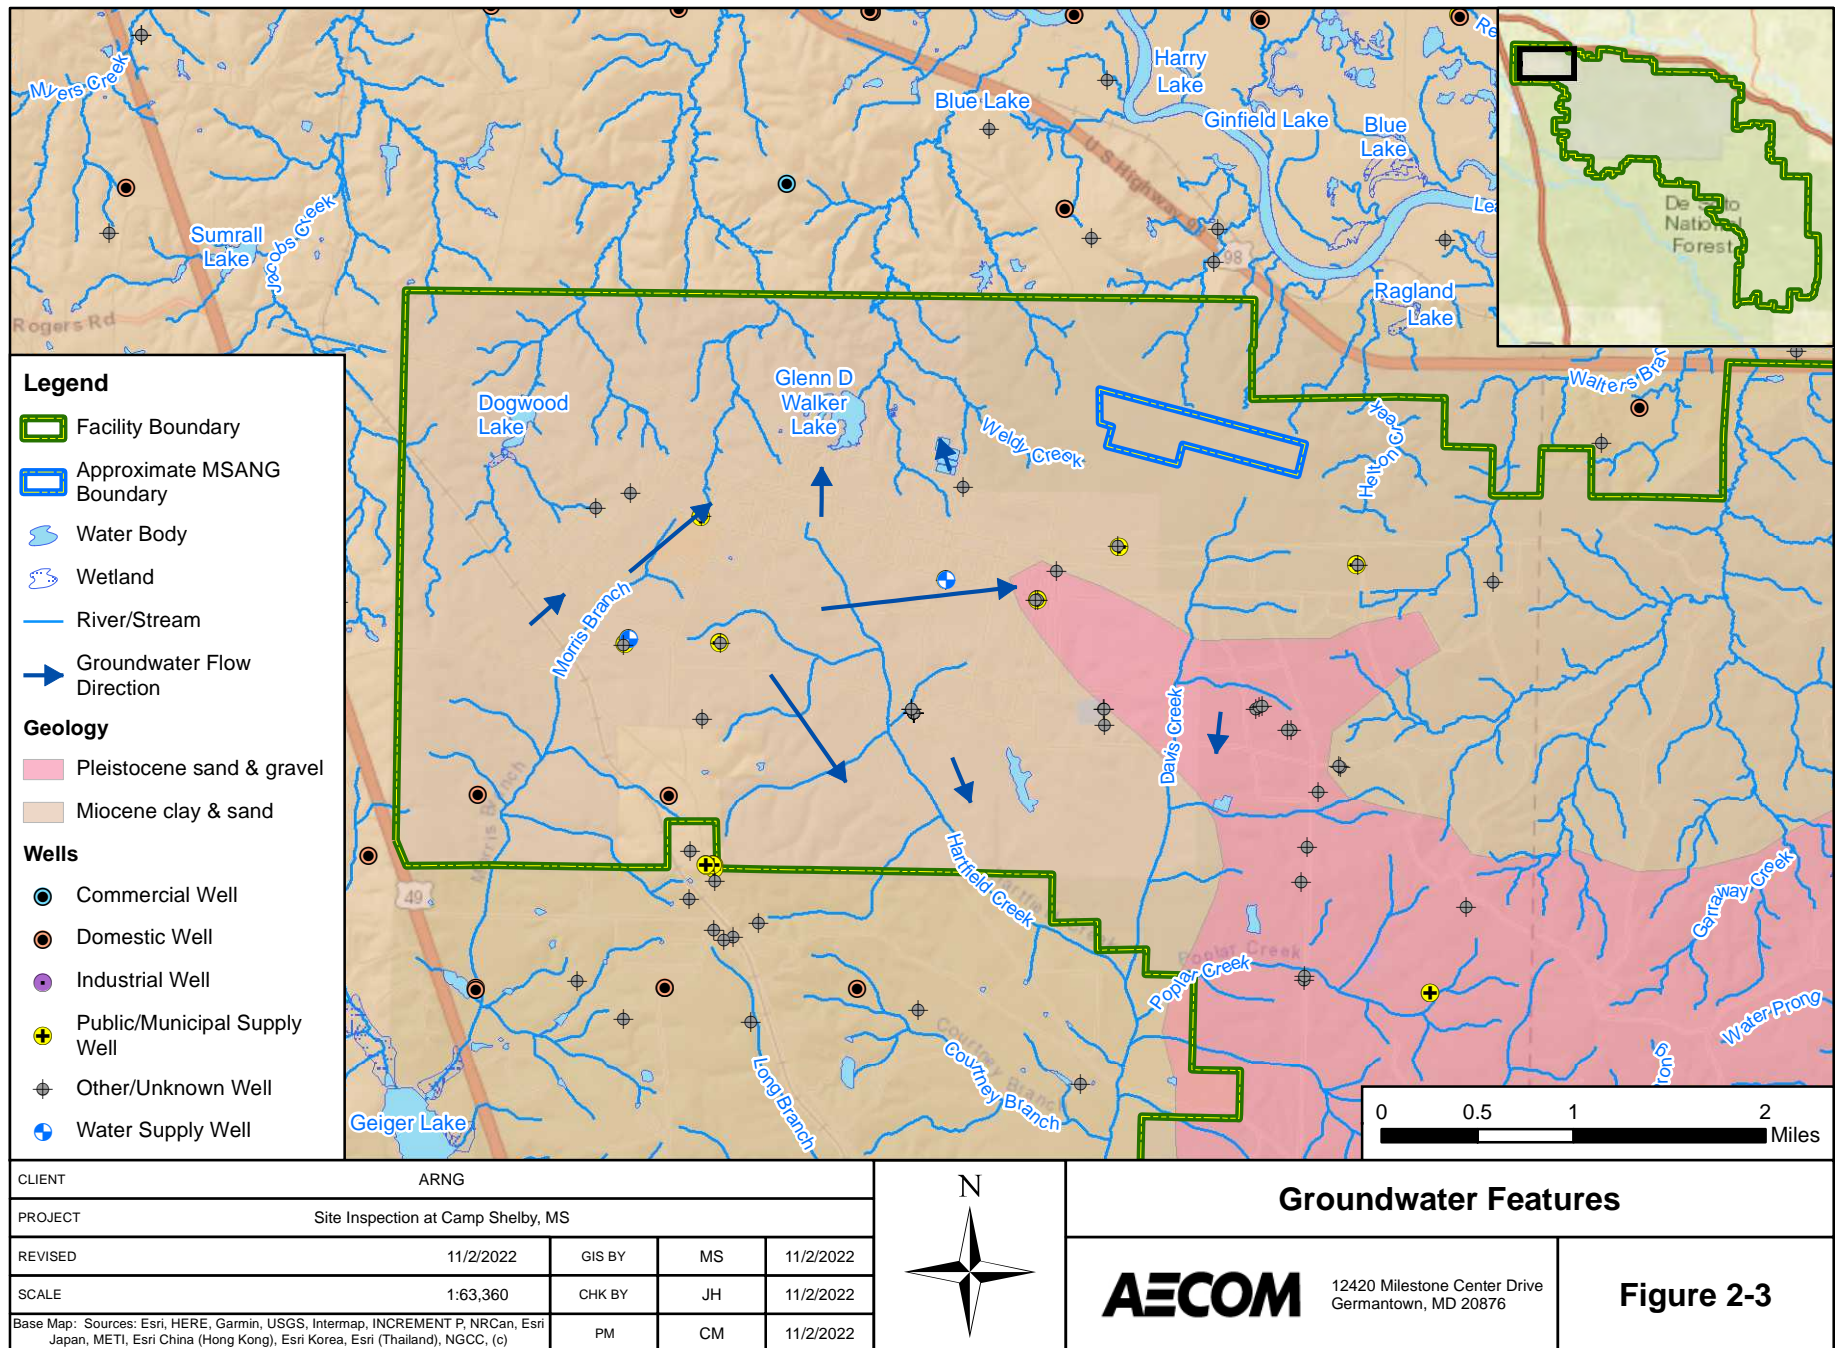 Myers Creek
Sumrall
Lake
Jacobs Creek
Rogers Rd
Blue Lake
Harry
Lake
Ginfield Lake
Blue
Lake
U S Highway 98
98
Ragland
Lake
Walters Bra
De Soto
National
Forest
Dogwood
Lake
Glenn D
Walker
Lake
Weldy Creek
Helton Creek
Morris Branch
Davis Creek
Morris Branch
49
Hartfield Creek
Poplar Creek
Poplar Creek
Garraway Creek
Water Prong
Courtney Branch
Courtney Branch
Long Branch
Geiger Lake
Legend
Facility Boundary
Approximate MSANG
Boundary
Water Body
Wetland
River/Stream
Groundwater Flow
Direction
Geology
Pleistocene sand & gravel
Miocene clay & sand
Wells
Commercial Well
Domestic Well
Industrial Well
Public/Municipal Supply
Well
Other/Unknown Well
Water Supply Well
0 0.5 1 2
Miles
CLIENT ARNG
PROJECT Site Inspection at Camp Shelby, MS
REVISED 11/2/2022 GIS BY MS 11/2/2022
SCALE 1:63,360 CHK BY JH 11/2/2022
Base Map: Sources: Esri, HERE, Garmin, USGS, Intermap, INCREMENT P, NRCan, Esri
Japan, METI, Esri China (Hong Kong), Esri Korea, Esri (Thailand), NGCC, (c)
PM CM 11/2/2022
N
Groundwater Features
AECOM
12420 Milestone Center Drive
Germantown, MD 20876
Figure 2-3